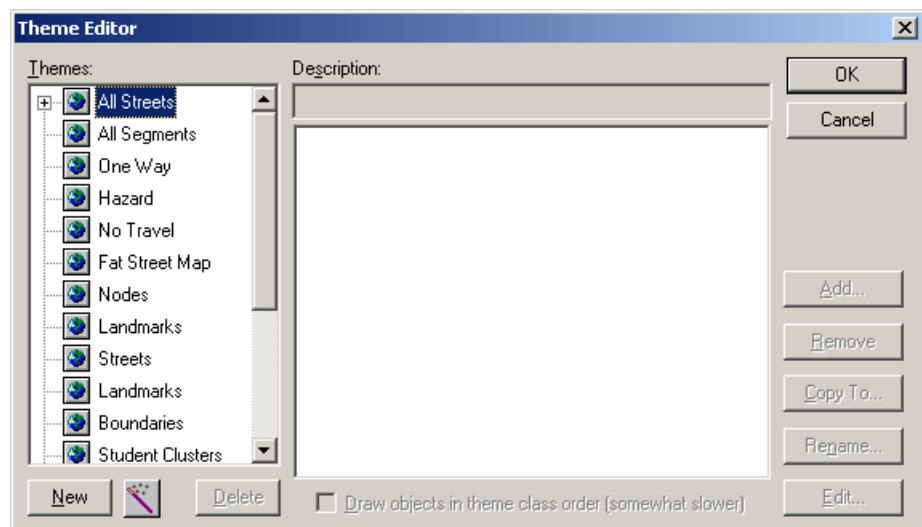 Theme Editor
Themes:
All Streets
All Segments
One Way
Hazard
No Travel
Fat Street Map
Nodes
Landmarks
Streets
Landmarks
Boundaries
Student Clusters
New
Delete
Description:
Draw objects in theme class order (somewhat slower)
OK
Cancel
Add...
Remove
Copy To...
Rename...
Edit...